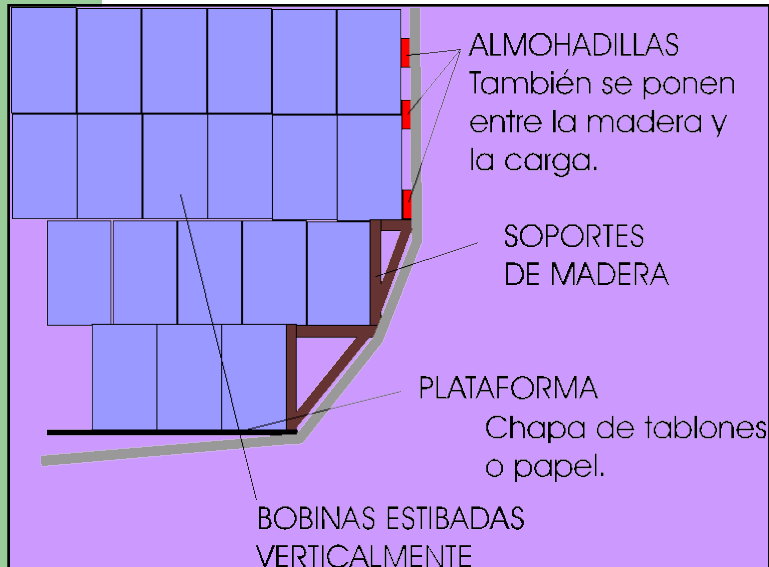 ALMOHADILLAS
También se ponen
entre la madera y
la carga.
SOPORTES
DE MADERA
PLATAFORMA
Chapa de tablones
o papel.
BOBINAS ESTIBADAS
VERTICALMENTE